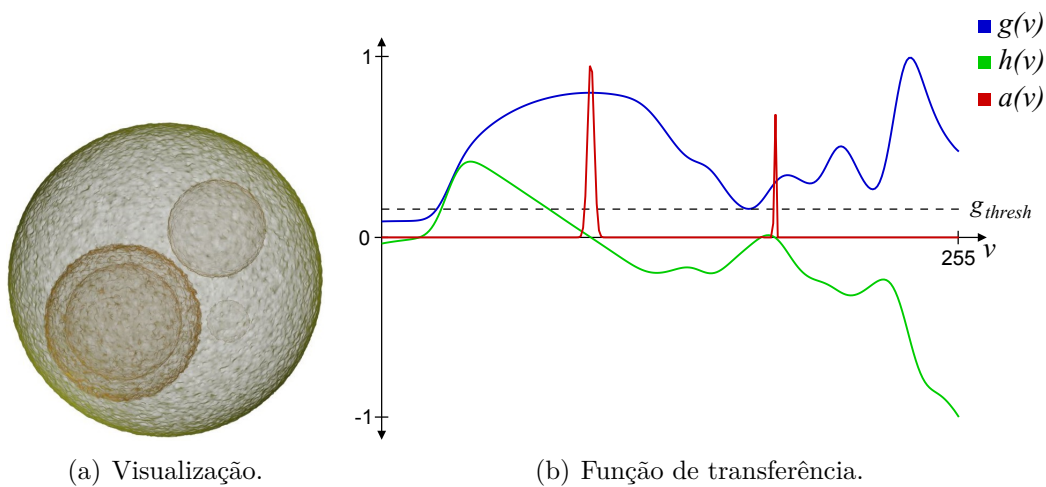 g(v)
h(v)
a(v)
1
g_thresh
0
v
255
-1
(a) Visualização.
(b) Função de transferência.